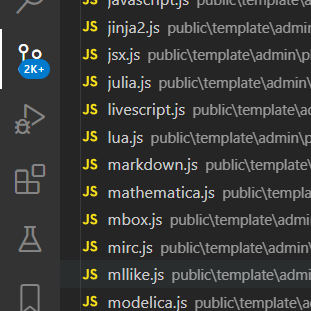 JS javascript.js public\template\a
JS jinja2.js public\template\admin
2K+
JS jsx.js public\template\admin\p
JS julia.js public\template\admin\
JS livescript.js public\template\a
JS lua.js public\template\admin\p
JS markdown.js public\template
JS mathematica.js public\templa
JS mbox.js public\template\admi
JS mirc.js public\template\admin\
JS mllike.js public\template\admi
JS modelica.js public\template\